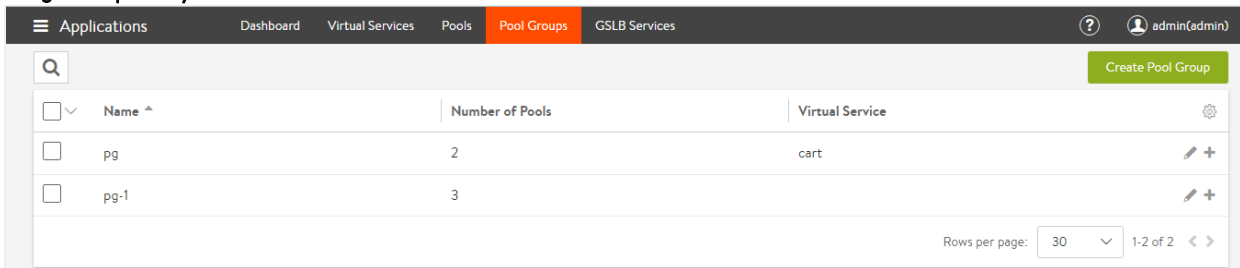 Applications Dashboard Virtual Services Pools Pool Groups GSLB Services ? admin(admin)
Create Pool Group
Name Number of Pools Virtual Service
pg 2 cart
pg-1 3
Rows per page: 30 1-2 of 2